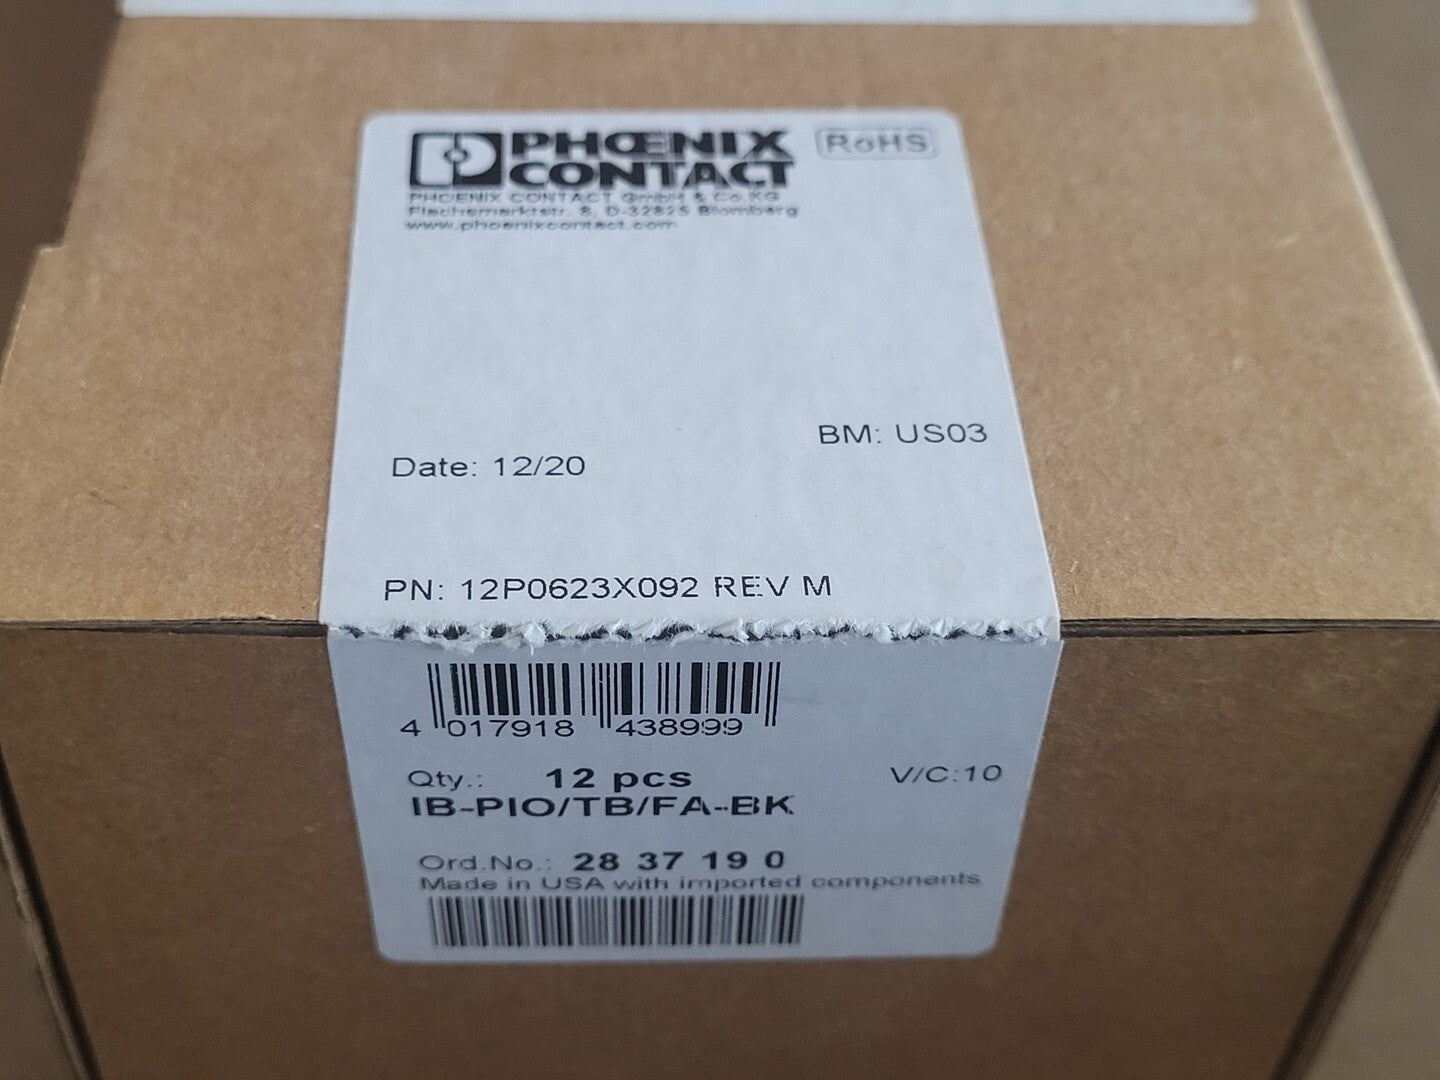 PHŒNIX
CONTACT
RoHS
PHOENIX CONTACT GmbH & Co.KG
Flachsmarktstr. 8, D-32825 Blomberg
www.phoenixcontact.com
BM: US03
Date: 12/20
PN: 12P0623X092 REV M
4 017918 438999
Qty.: 12 pcs V/C:10
IB-PIO/TB/FA-BK
Ord.No.: 28 37 19 0
Made in USA with imported components